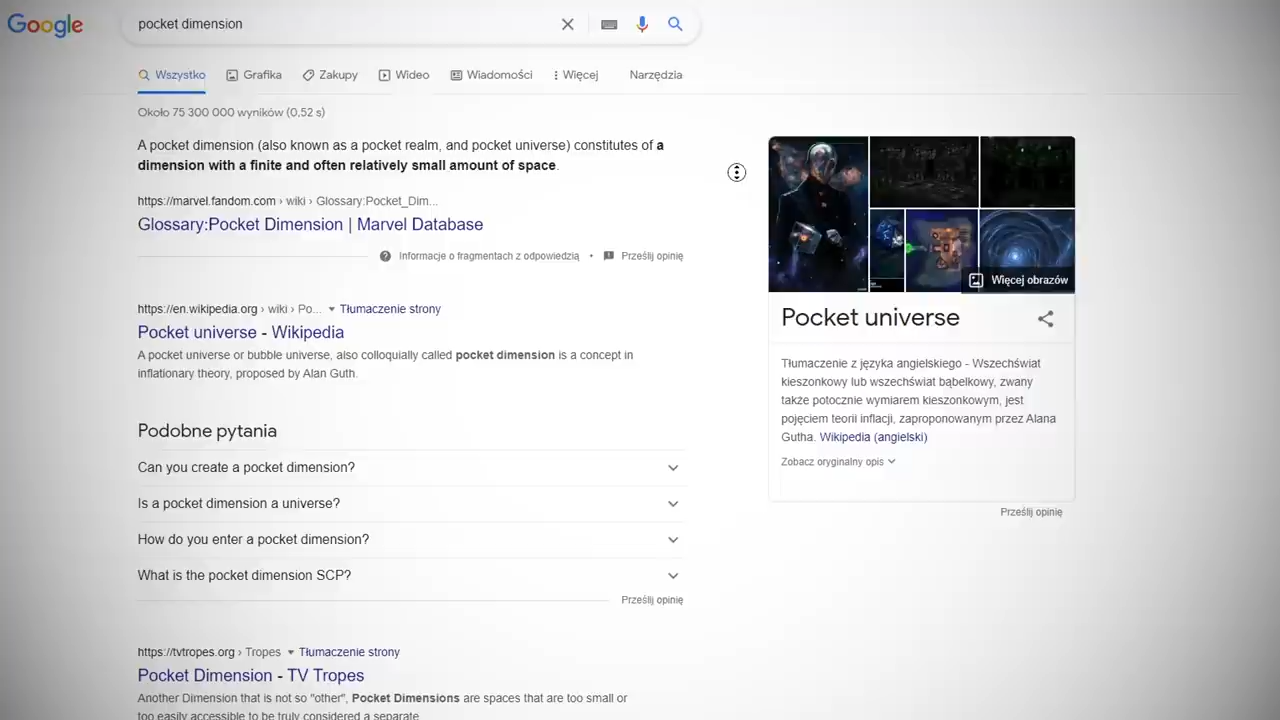 Google
pocket dimension
Wszystko Grafika Zakupy Wideo Wiadomości Więcej Narzędzia
Około 75 300 000 wyników (0,52 s)
A pocket dimension (also known as a pocket realm, and pocket universe) constitutes of a
dimension with a finite and often relatively small amount of space.
https://marvel.fandom.com › wiki › Glossary:Pocket_Dim...
Glossary:Pocket Dimension | Marvel Database
Informacje o fragmentach z odpowiedzią • Prześlij opinię
https://en.wikipedia.org › wiki › Po... Tłumaczenie strony
Pocket universe - Wikipedia
A pocket universe or bubble universe, also colloquially called pocket dimension is a concept in
inflationary theory, proposed by Alan Guth.
Podobne pytania
Can you create a pocket dimension?
Is a pocket dimension a universe?
How do you enter a pocket dimension?
What is the pocket dimension SCP?
Prześlij opinię
https://tvtropes.org › Tropes Tłumaczenie strony
Pocket Dimension - TV Tropes
Another Dimension that is not so "other", Pocket Dimensions are spaces that are too small or
too easily accessible to be truly considered a separate
Więcej obrazów
Pocket universe
Tłumaczenie z języka angielskiego - Wszechświat
kieszonkowy lub wszechświat bąbelkowy, zwany
także potocznie wymiarem kieszonkowym, jest
pojęciem teorii inflacji, zaproponowanym przez Alana
Gutha. Wikipedia (angielski)
Zobacz oryginalny opis
Prześlij opinię